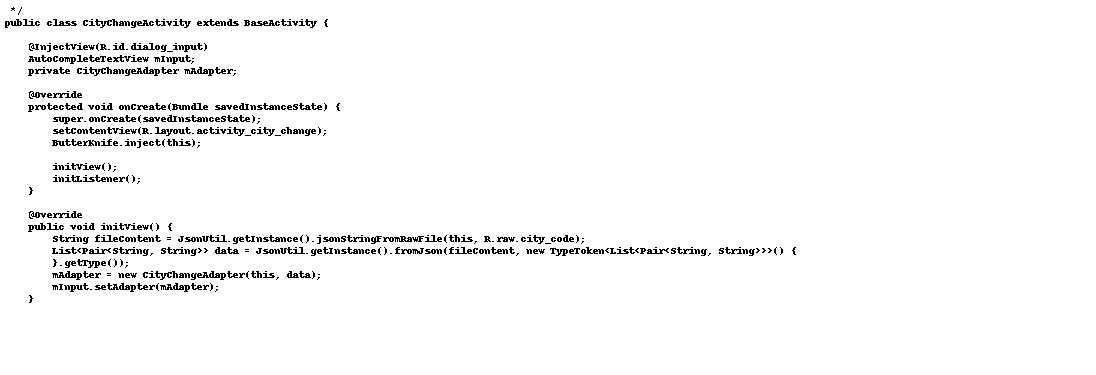 */
public class CityChangeActivity extends BaseActivity {

    @InjectView(R.id.dialog_input)
    AutoCompleteTextView mInput;
    private CityChangeAdapter mAdapter;

    @Override
    protected void onCreate(Bundle savedInstanceState) {
        super.onCreate(savedInstanceState);
        setContentView(R.layout.activity_city_change);
        ButterKnife.inject(this);

        initView();
        initListener();
    }

    @Override
    public void initView() {
        String fileContent = JsonUtil.getInstance().jsonStringFromRawFile(this, R.raw.city_code);
        List<Pair<String, String>> data = JsonUtil.getInstance().fromJson(fileContent, new TypeToken<List<Pair<String, String>>>() {
        }.getType());
        mAdapter = new CityChangeAdapter(this, data);
        mInput.setAdapter(mAdapter);
    }